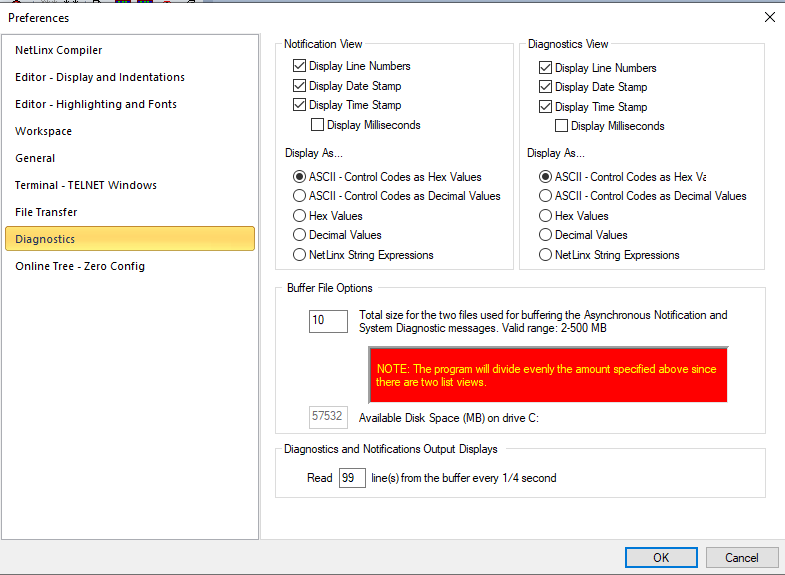 Preferences
NetLinx Compiler
Editor - Display and Indentations
Editor - Highlighting and Fonts
Workspace
General
Terminal - TELNET Windows
File Transfer
Diagnostics
Online Tree - Zero Config
Notification View
Display Line Numbers
Display Date Stamp
Display Time Stamp
Display Milliseconds
Display As...
ASCII - Control Codes as Hex Values
ASCII - Control Codes as Decimal Values
Hex Values
Decimal Values
NetLinx String Expressions
Diagnostics View
Display Line Numbers
Display Date Stamp
Display Time Stamp
Display Milliseconds
Display As...
ASCII - Control Codes as Hex Va
ASCII - Control Codes as Decimal Values
Hex Values
Decimal Values
NetLinx String Expressions
Buffer File Options
10
Total size for the two files used for buffering the Asynchronous Notification and
System Diagnostic messages. Valid range: 2-500 MB
NOTE: The program will divide evenly the amount specified above since
there are two list views.
57532 Available Disk Space (MB) on drive C:
Diagnostics and Notifications Output Displays
Read 99 line(s) from the buffer every 1/4 second
OK
Cancel